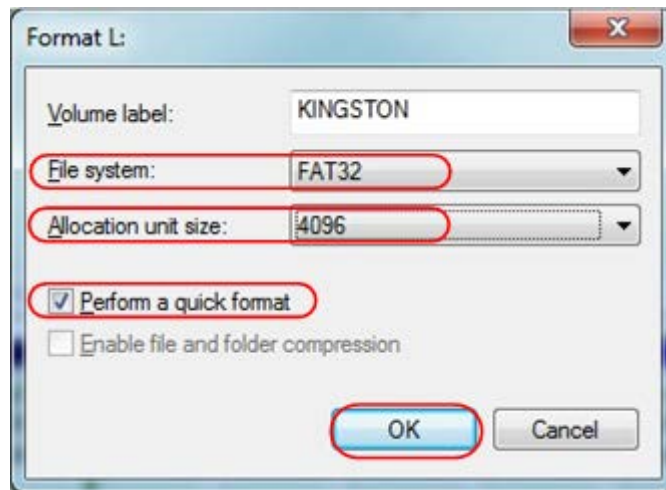 Format L:
Volume label: KINGSTON
File system: FAT32
Allocation unit size: 4096
Perform a quick format
Enable file and folder compression
OK Cancel